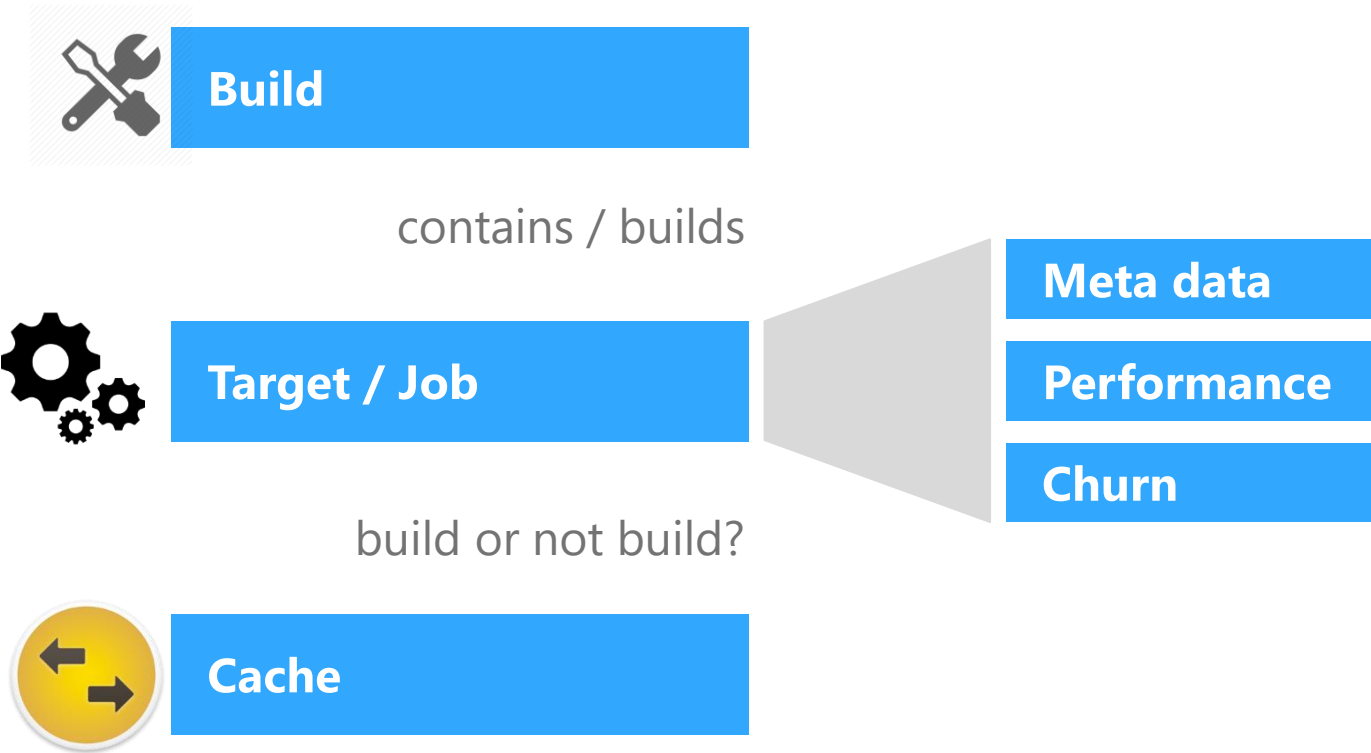 Build
contains / builds
Target / Job
Meta data
Performance
Churn
build or not build?
Cache